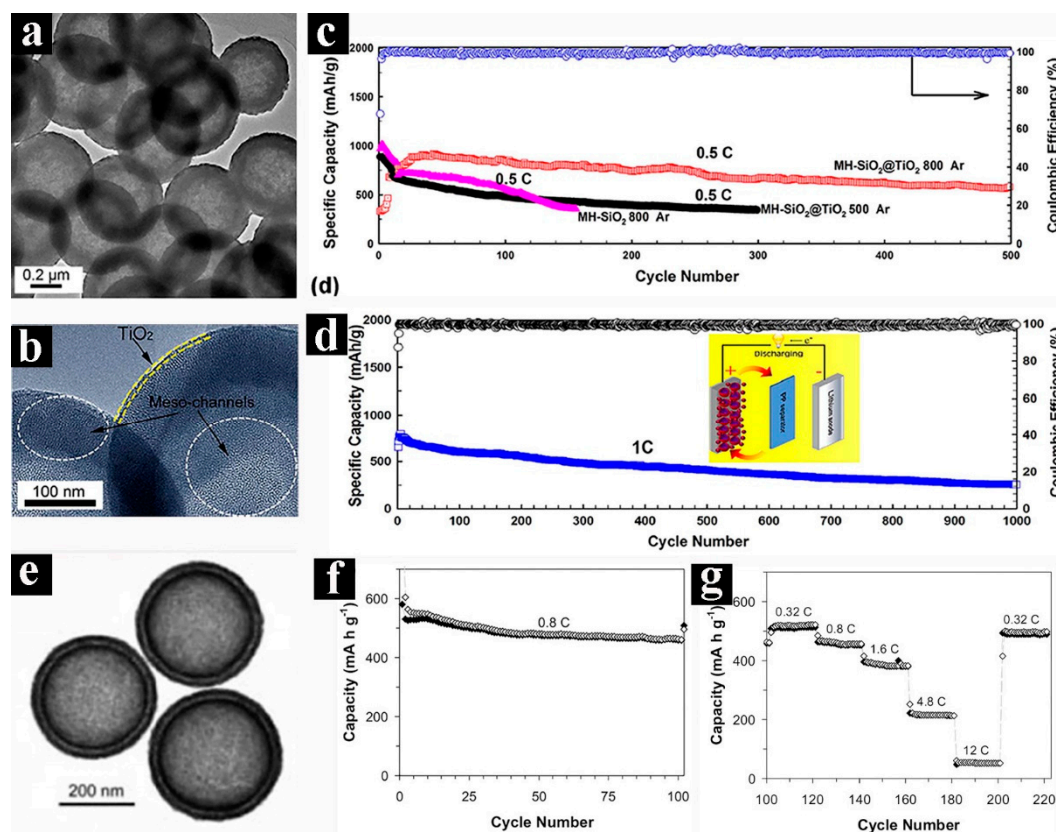 a
0.2 µm
b
TiO₂
Meso-channels
100 nm
c
Specific Capacity (mAh/g)
2000
1500
1000
500
0
0.5 C
0.5 C
0.5 C
MH-SiO₂@TiO₂ 800 Ar
MH-SiO₂ 800 Ar
MH-SiO₂@TiO₂ 500 Ar
100
80
60
40
20
0
Coulombic Efficiency (%)
0 100 200 300 400 500
Cycle Number
(d)
d
Specific Capacity (mAh/g)
2000
1500
1000
500
0
e⁻
Discharging
+ -
PP separator
Lithium anode
1C
100
80
60
40
20
0
Coulombic Efficiency (%)
0 100 200 300 400 500 600 700 800 900 1000
Cycle Number
e
200 nm
f
Capacity (mA h g⁻¹)
600
400
200
0
0.8 C
0 25 50 75 100
Cycle Number
g
Capacity (mA h g⁻¹)
600
400
200
0
0.32 C
0.8 C
1.6 C
4.8 C
12 C
0.32 C
100 120 140 160 180 200 220
Cycle Number